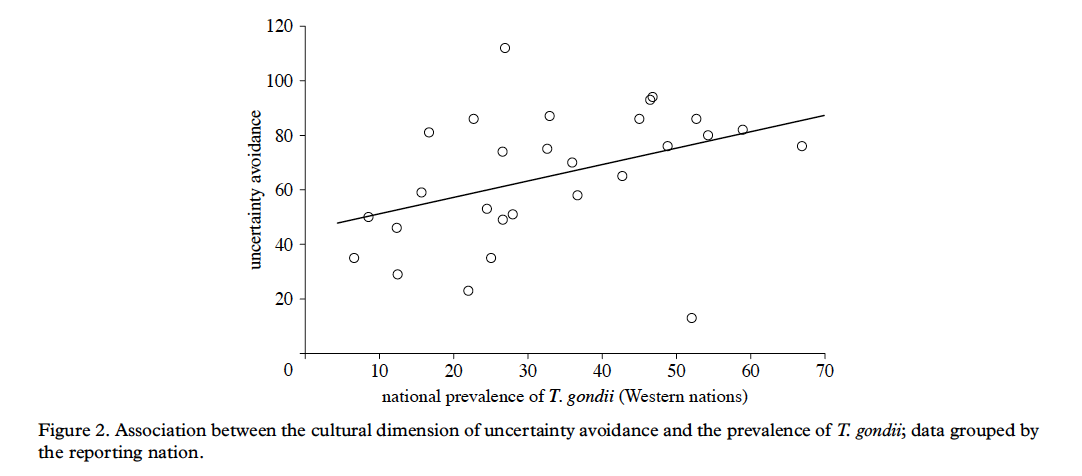 120
100
80
60
40
20
0
uncertainty avoidance
10 20 30 40 50 60 70
national prevalence of T. gondii (Western nations)
Figure 2. Association between the cultural dimension of uncertainty avoidance and the prevalence of T. gondii; data grouped by
the reporting nation.